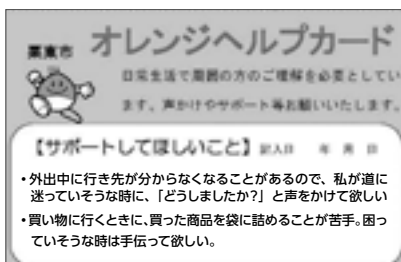 栗東市 オレンジヘルプカード
日常生活で周囲の方のご理解を必要としてい
ます。声かけやサポート等お願いいたします。
【サポートしてほしいこと】 記入日 年 月 日
・外出中に行き先が分からなくなることがあるので、私が道に
迷っていそうな時に、「どうしましたか?」と声をかけて欲しい
・買い物に行くときに、買った商品を袋に詰めることが苦手。困っ
ていそうな時は手伝って欲しい。